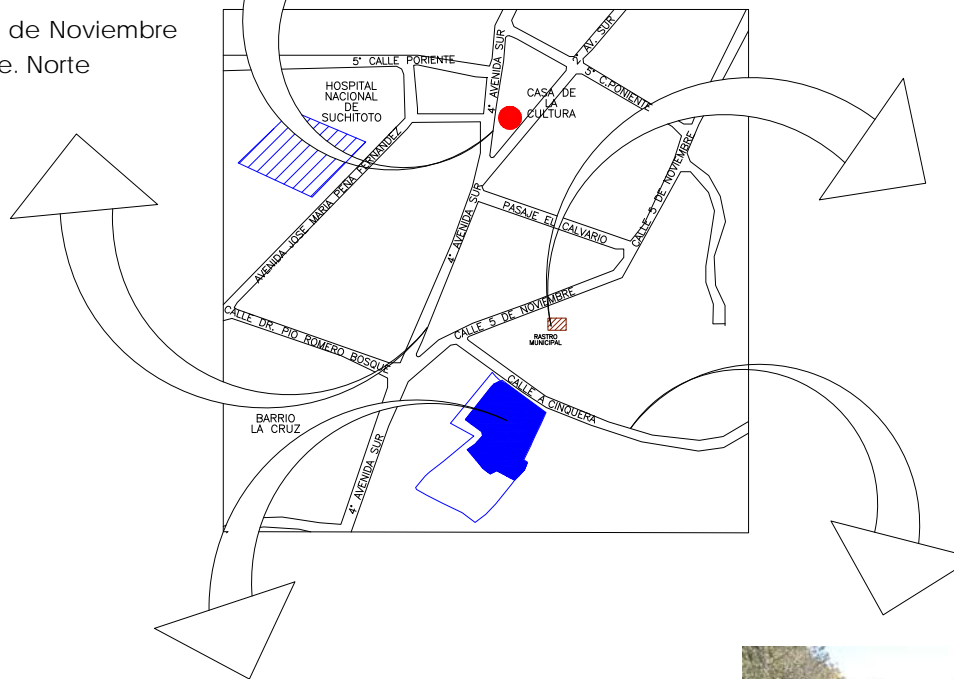 de Noviembre
e. Norte
5° CALLE PORIENTE
4° AVENIDA SUR
2° AV. SUR
5° C.PONIENTE
HOSPITAL
NACIONAL
DE
SUCHITOTO
CASA DE
LA
CULTURA
AVENIDA JOSE MARIA PEÑA FERNANDEZ
CALLE 5 DE NOVIEMBRE
4° AVENIDA SUR
PASAJE EL CALVARIO
CALLE DR. PIO ROMERO BOSQUE
CALLE 5 DE NOVIEMBRE
RASTRO
MUNICIPAL
CALLE A CINQUERA
BARRIO
LA CRUZ
4° AVENIDA SUR